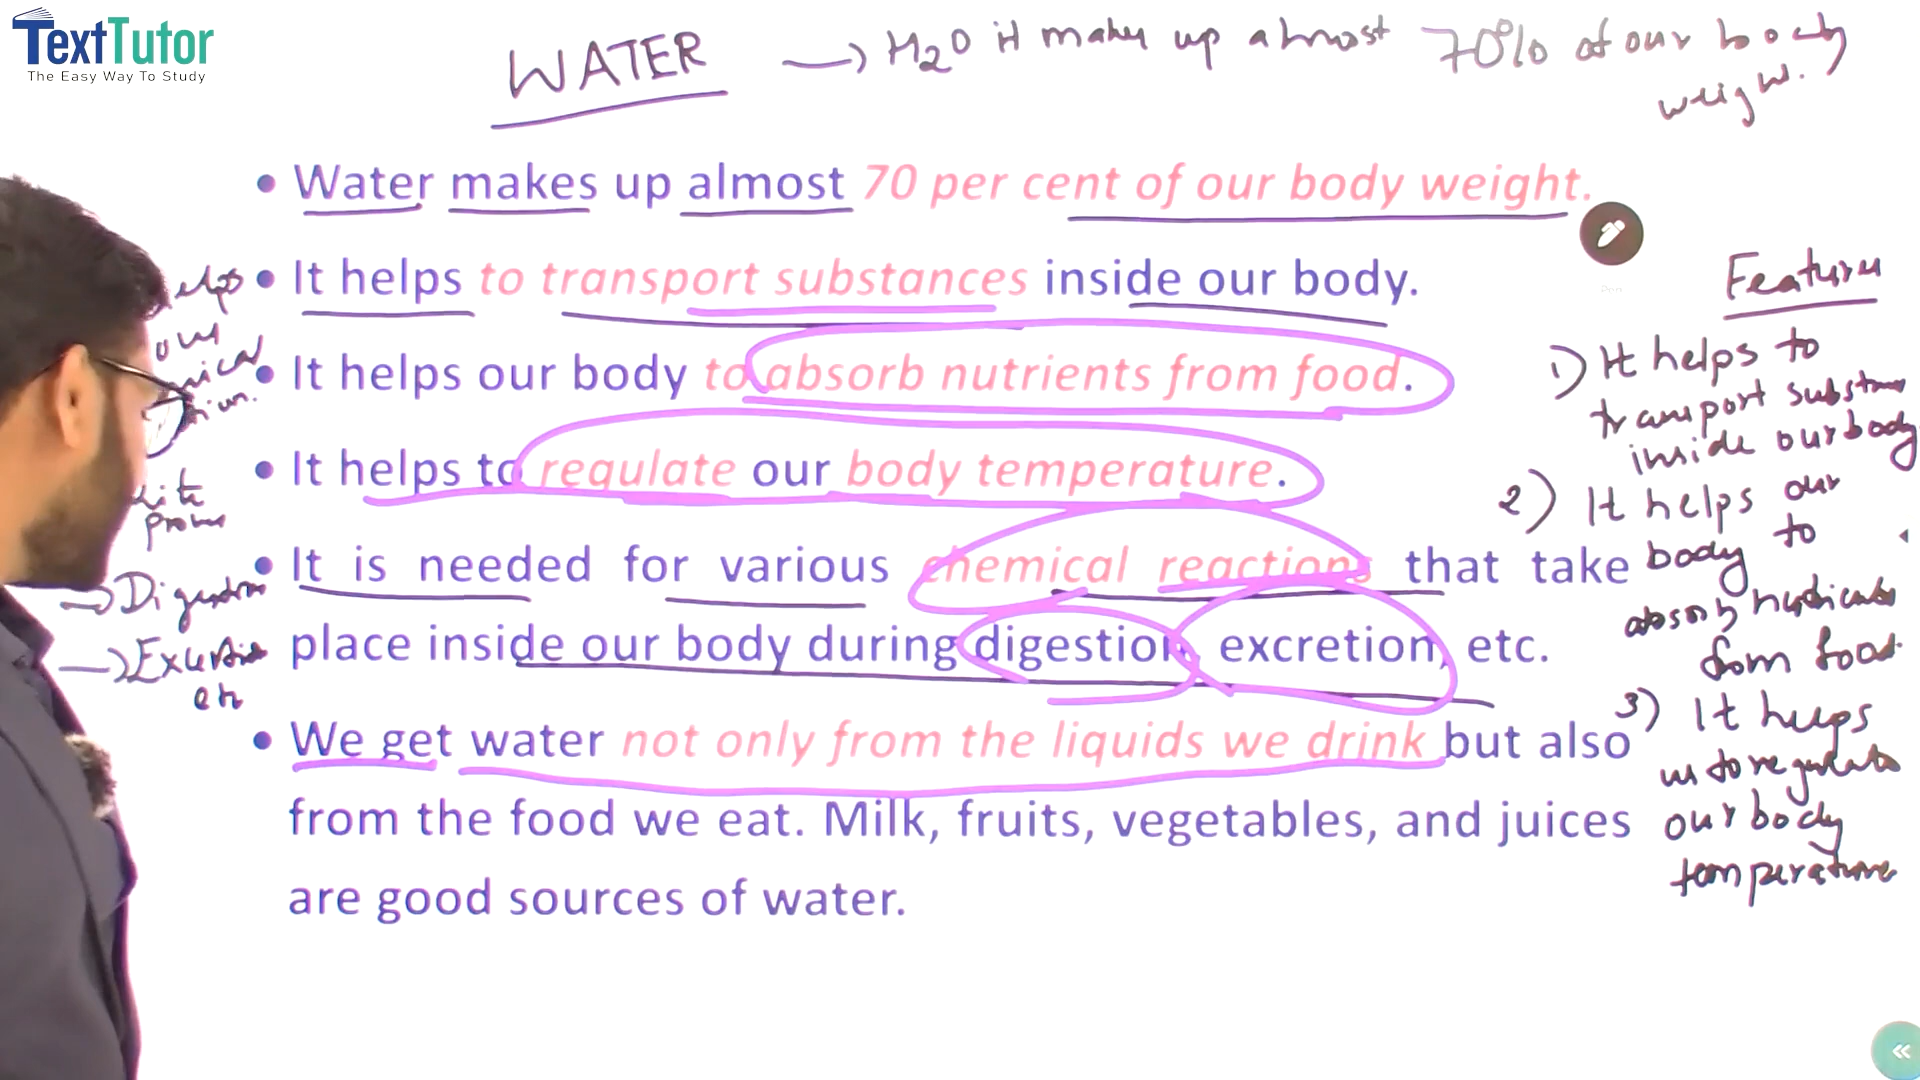 TextTutor
The Easy Way To Study
WATER → H2O it makes up almost 70% of our body
weight.
• Water makes up almost 70 per cent of our body weight.
• It helps to transport substances inside our body.
• It helps our body to absorb nutrients from food.
• It helps to regulate our body temperature.
• It is needed for various chemical reactions that take
place inside our body during digestion, excretion, etc.
• We get water not only from the liquids we drink but also
from the food we eat. Milk, fruits, vegetables, and juices
are good sources of water.
Features
1) It helps to
transport
inside our body
2) It helps our
body to
absorb
from food.
3) It helps
us to regulate
our body
temperature
our
→ Digestion
→ Excretion